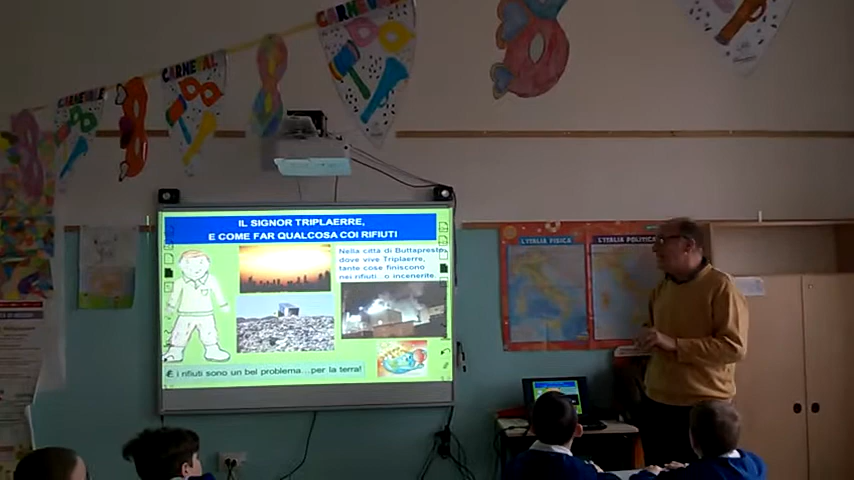 CARNEVAL
CARNEVAL
CARNEVAL
IL SIGNOR TRIPLAERRE,
E COME FAR QUALCOSA COI RIFIUTI
Nella città di Buttapresto,
dove vive Triplaerre,
tante cose finiscono
nei rifiuti...o incenerite
E i rifiuti sono un bel problema...per la terra!
L'ITALIA FISICA
L'ITALIA POLITICA